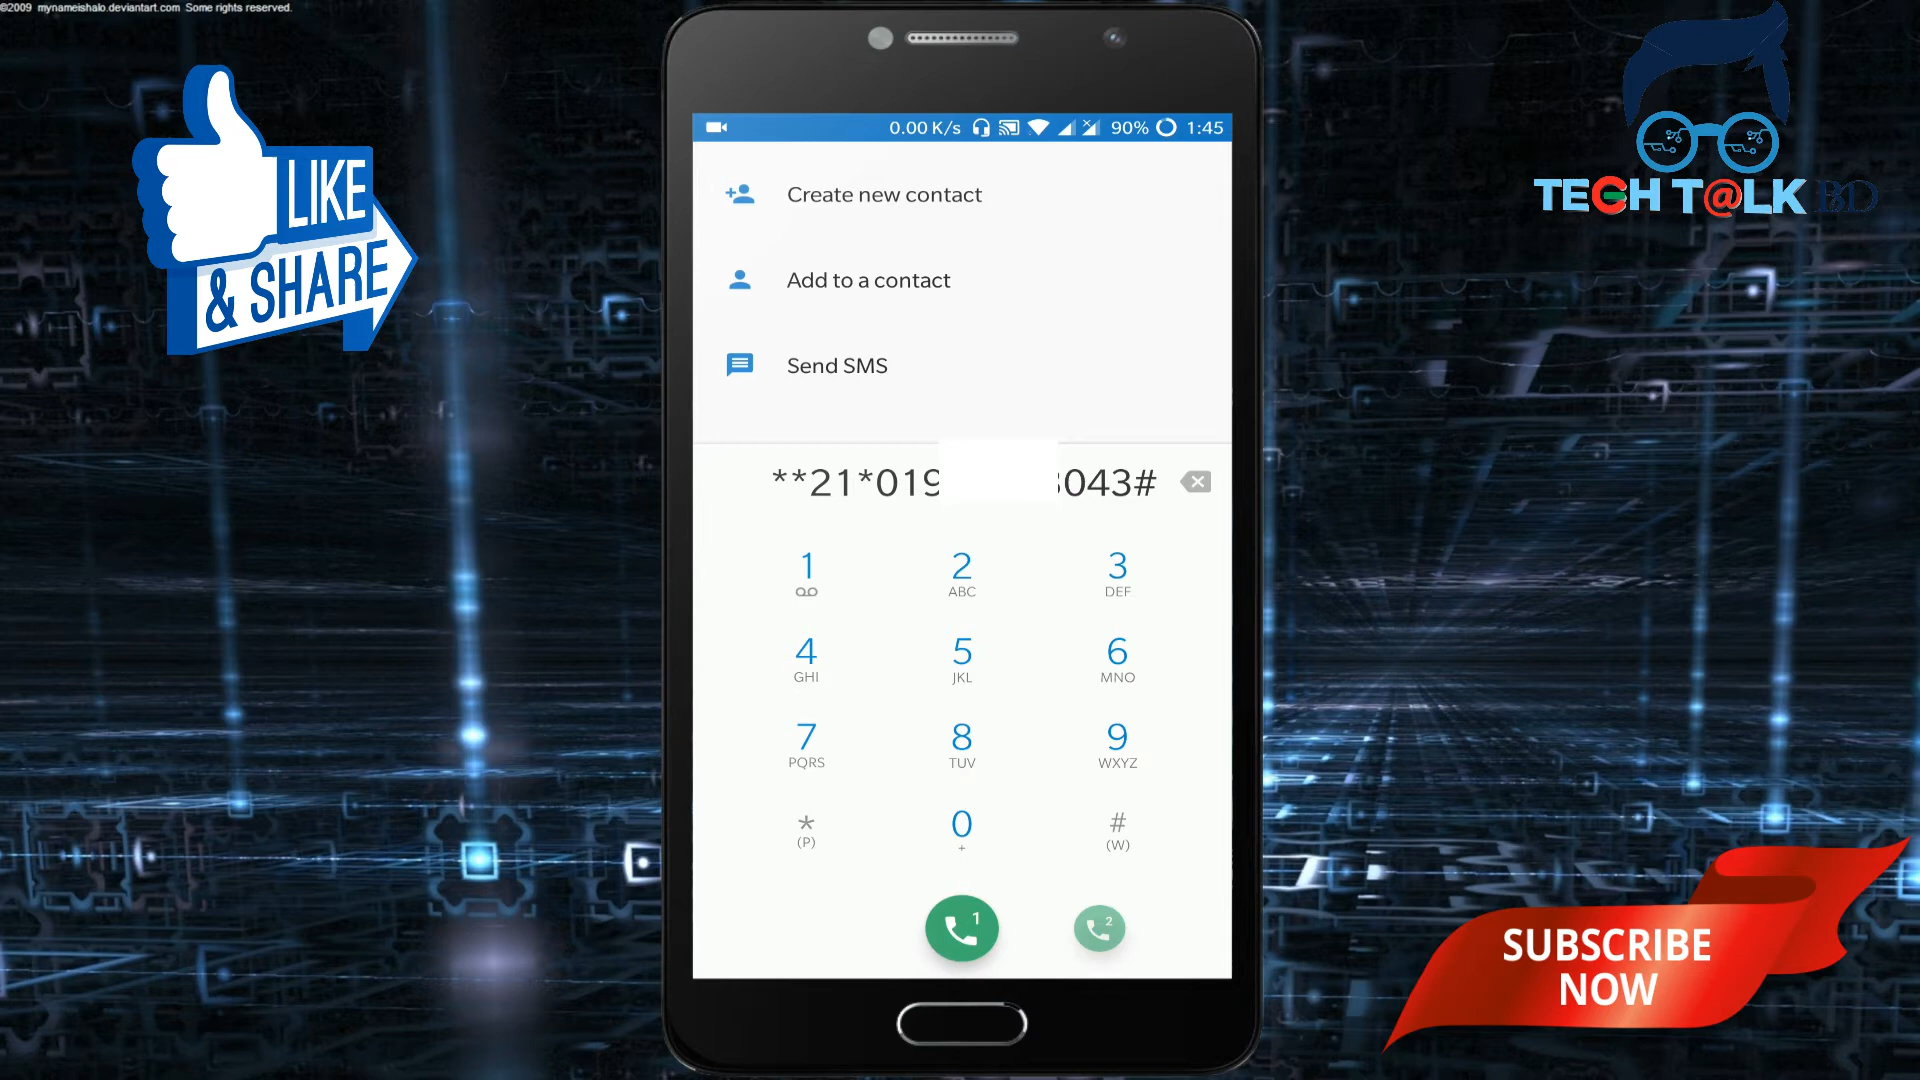 ©2009 mynameishalo.deviantart.com Some rights reserved.
LIKE
& SHARE
TECH T@LK BD
0.00 K/s 90% 1:45
Create new contact
Add to a contact
Send SMS
**21*019 3043#
1
2
ABC
3
DEF
4
GHI
5
JKL
6
MNO
7
PQRS
8
TUV
9
WXYZ
*
(P)
0
+
#
(W)
1
2
SUBSCRIBE
NOW